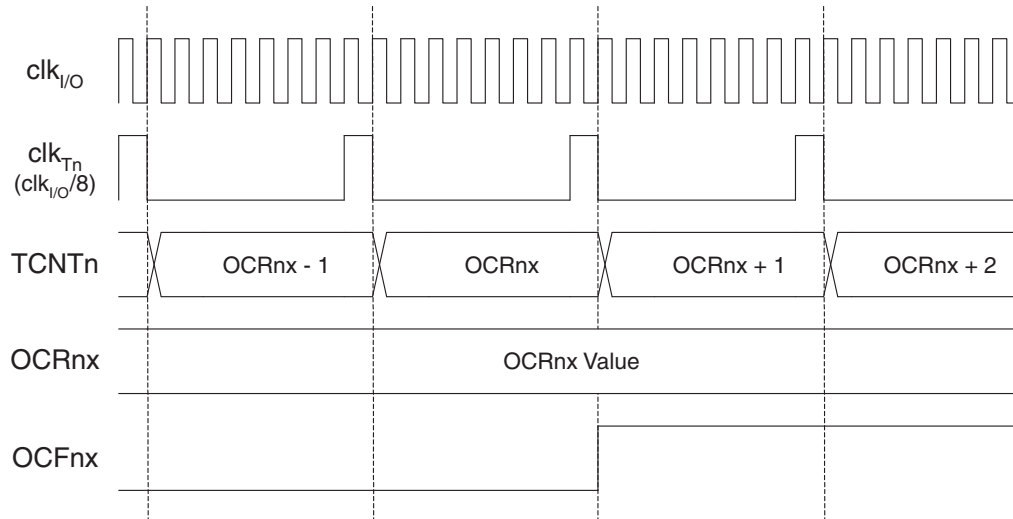 clkI/O
clkTn
(clkI/O/8)
TCNTn
OCRnx - 1
OCRnx
OCRnx + 1
OCRnx + 2
OCRnx
OCRnx Value
OCFnx